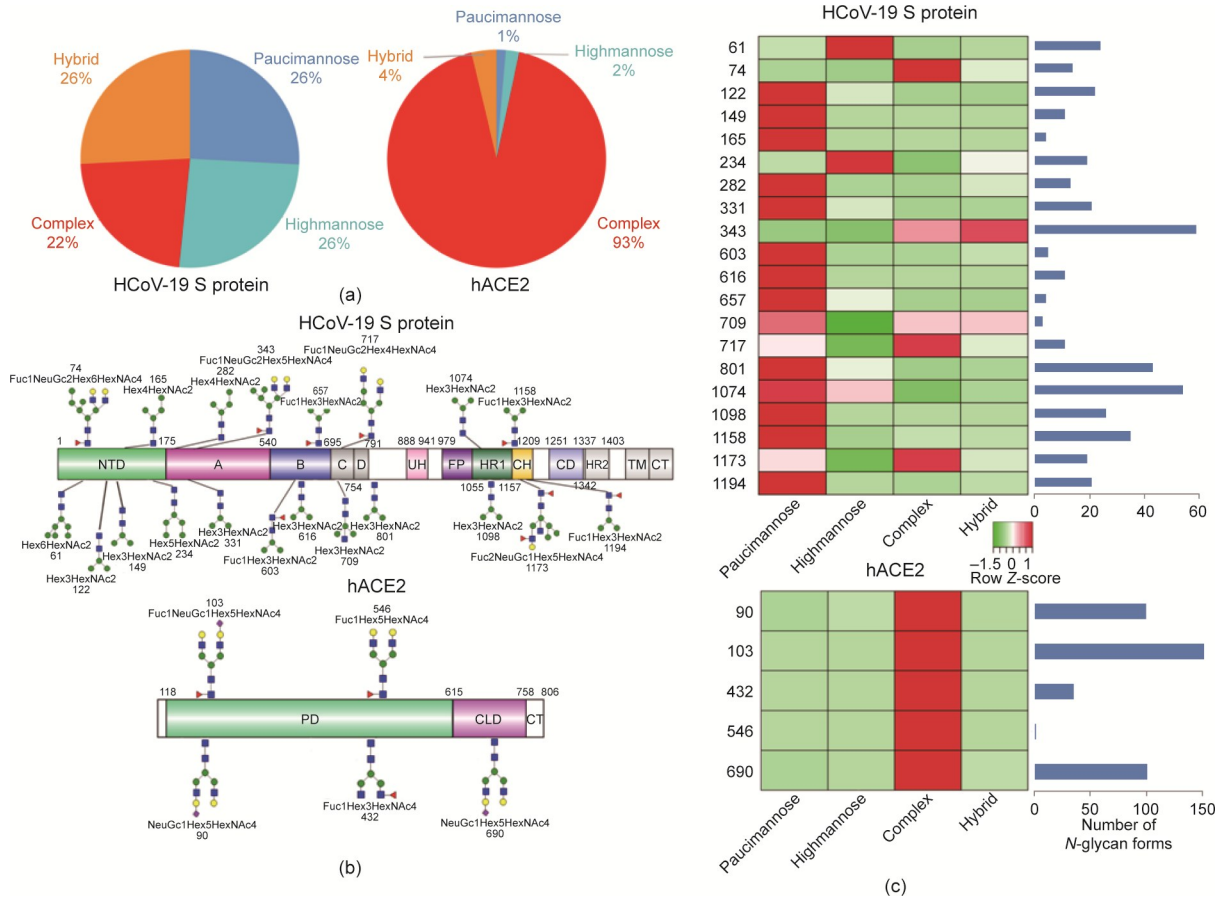 Hybrid
26%
Paucimannose
26%
Complex
22%
Highmannose
26%
HCoV-19 S protein
Paucimannose
1%
Hybrid
4%
Highmannose
2%
Complex
93%
hACE2
(a)
HCoV-19 S protein
74
Fuc1NeuGc2Hex6HexNAc4
165
Hex4HexNAc2
282
Hex4HexNAc2
343
Fuc1NeuGc2Hex5HexNAc4
657
Fuc1Hex3HexNAc2
717
Fuc1NeuGc2Hex4HexNAc4
1074
Hex3HexNAc2
1158
Fuc1Hex3HexNAc2
1 175 540 695 791 888 941 979 1209 1251 1337 1403
NTD A B C D UH FP HR1 CH CD HR2 TM CT
754 1055 1157 1342
Hex6HexNAc2
61
Hex3HexNAc2
122
Hex3HexNAc2
149
Hex5HexNAc2
234
Hex3HexNAc2
331
Fuc1Hex3HexNAc2
603
Hex3HexNAc2
616
Hex3HexNAc2
709
Hex3HexNAc2
801
Hex3HexNAc2
1098
Fuc2NeuGc1Hex5HexNAc4
1173
Fuc1Hex3HexNAc2
1194
hACE2
103
Fuc1NeuGc1Hex5HexNAc4
546
Fuc1Hex5HexNAc4
118 615 758 806
PD CLD CT
NeuGc1Hex5HexNAc4
90
Fuc1Hex3HexNAc4
432
NeuGc1Hex5HexNAc4
690
(b)
HCoV-19 S protein
61
74
122
149
165
234
282
331
343
603
616
657
709
717
801
1074
1098
1158
1173
1194
Paucimannose
Highmannose
Complex
Hybrid
0 20 40 60
–1.5 0 1
Row Z-score
hACE2
90
103
432
546
690
Paucimannose
Highmannose
Complex
Hybrid
0 50 100 150
Number of
N-glycan forms
(c)